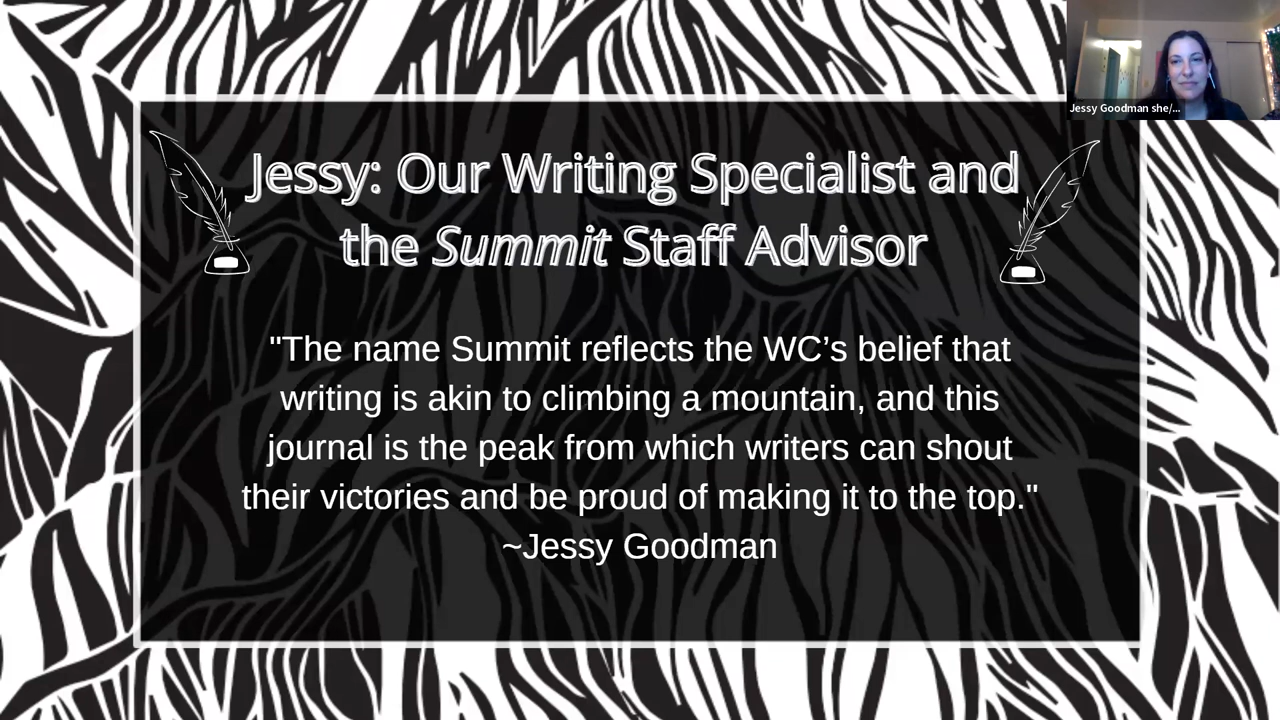 Jessy Goodman she/...
Jessy: Our Writing Specialist and
the Summit Staff Advisor
"The name Summit reflects the WC’s belief that
writing is akin to climbing a mountain, and this
journal is the peak from which writers can shout
their victories and be proud of making it to the top."
~Jessy Goodman